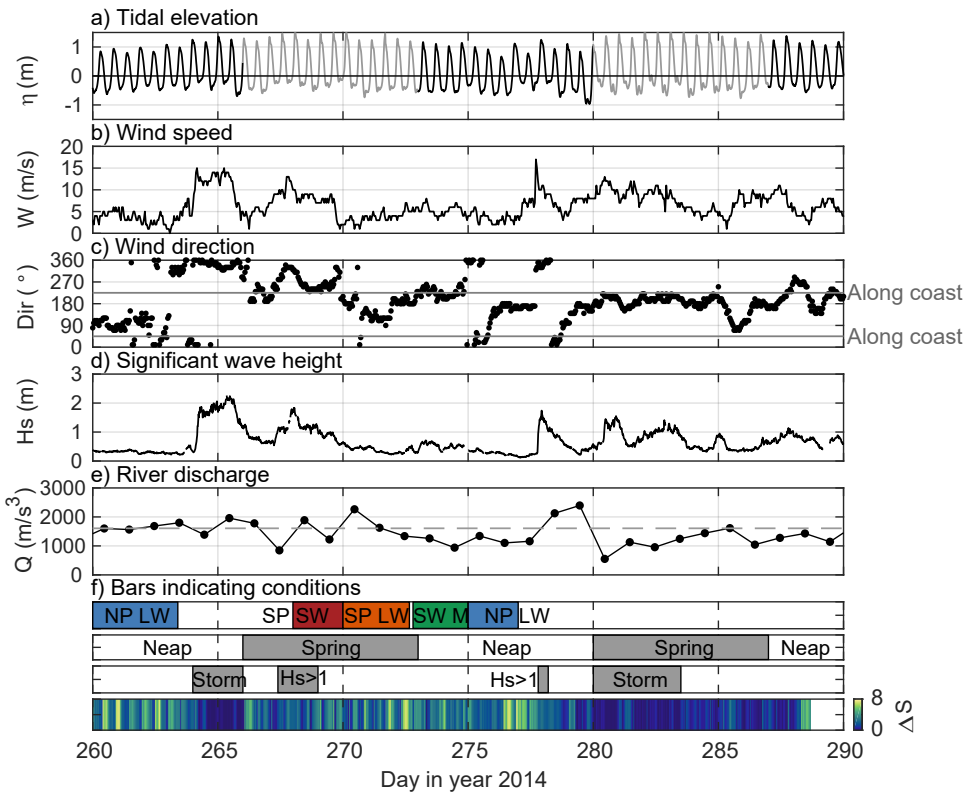 a) Tidal elevation
1
0
-1
η (m)
b) Wind speed
20
15
10
5
0
W (m/s)
c) Wind direction
360
270
180
90
0
Dir ( ° )
Along coast
Along coast
d) Significant wave height
3
2
1
0
Hs (m)
e) River discharge
3000
2000
1000
0
Q (m/s³)
f) Bars indicating conditions
NP LW SP SW SP LW SW M NP LW
Neap Spring Neap Spring Neap
Storm Hs>1 Hs>1 Storm
8
0
Δ S
260 265 270 275 280 285 290
Day in year 2014